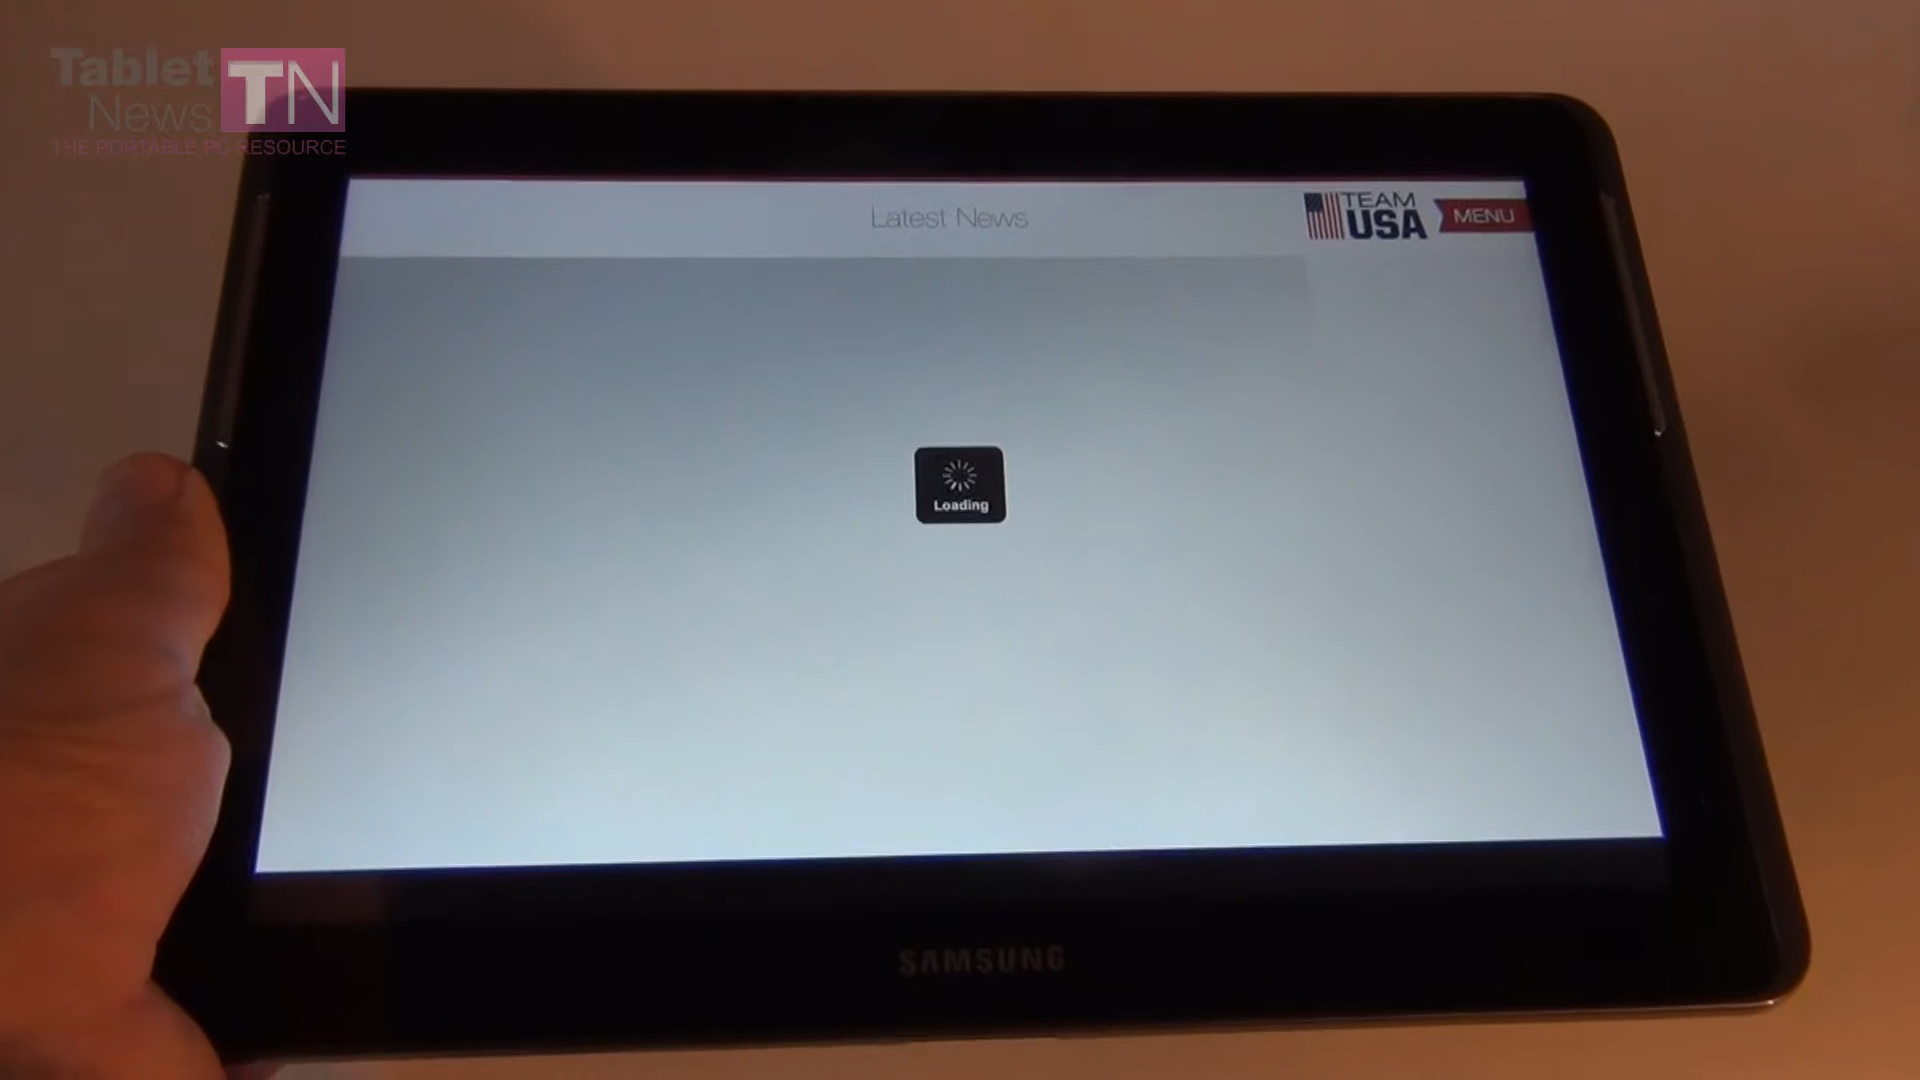 Tablet
News
TN
THE PORTABLE PC RESOURCE
Latest News
TEAM
USA
MENU
Loading
SAMSUNG